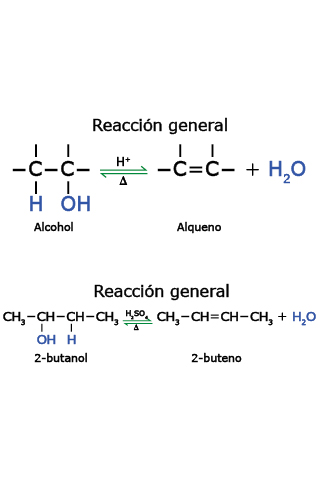 Reacción general
H⁺
C C ⇌ C=C + H₂O
Δ
H OH
Alcohol Alqueno
Reacción general
CH₃−CH−CH−CH₃ H₂SO₄ ⇌ CH₃−CH=CH−CH₃ + H₂O
Δ
OH H
2-butanol 2-buteno